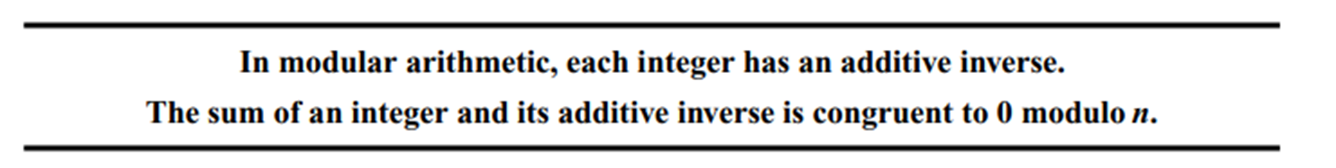 In modular arithmetic, each integer has an additive inverse.
The sum of an integer and its additive inverse is congruent to 0 modulo n.